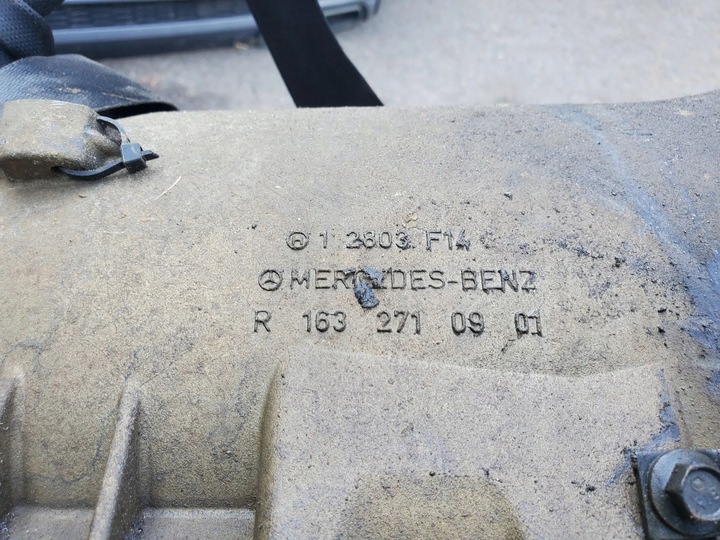 1 2803 F14
MERCEDES-BENZ
R 163 271 09 01